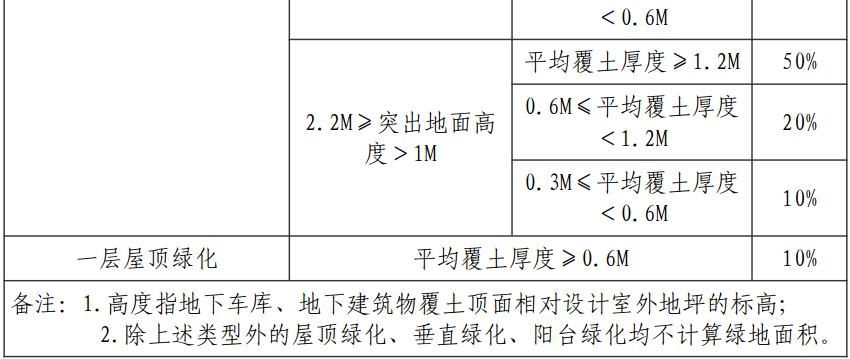 <0.6M
平均覆土厚度≥1.2M
50%
2.2M≥突出地面高
度>1M
0.6M≤平均覆土厚度
<1.2M
20%
0.3M≤平均覆土厚度
<0.6M
10%
一层屋顶绿化
平均覆土厚度≥0.6M
10%
备注：1.高度指地下车库、地下建筑物覆土顶面相对设计室外地坪的标高；
2.除上述类型外的屋顶绿化、垂直绿化、阳台绿化均不计算绿地面积。